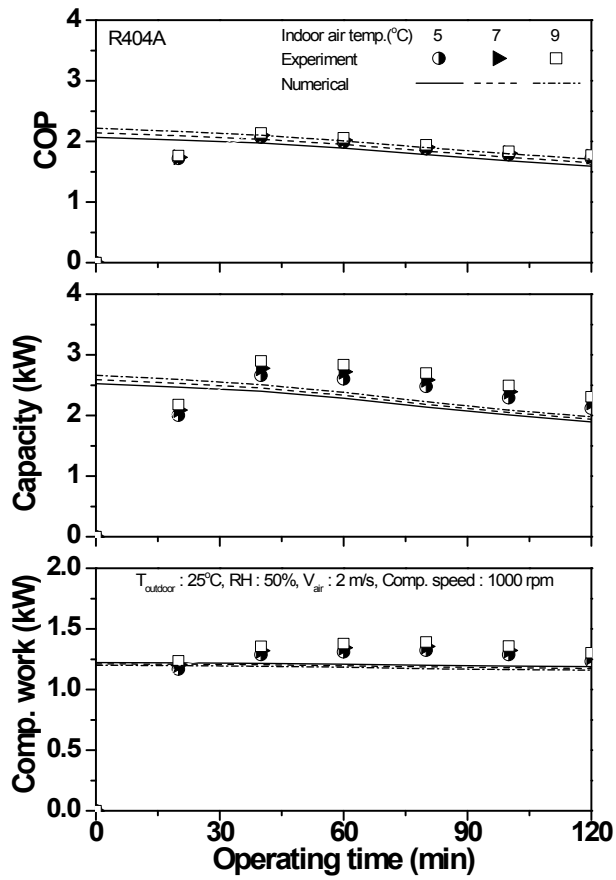 R404A
Indoor air temp.(°C) 5 7 9
Experiment
Numerical
COP
4
3
2
1
0
Capacity (kW)
4
3
2
1
0
T_outdoor : 25°C, RH : 50%, V_air : 2 m/s, Comp. speed : 1000 rpm
Comp. work (kW)
2.0
1.5
1.0
0.5
0.0
0 30 60 90 120
Operating time (min)